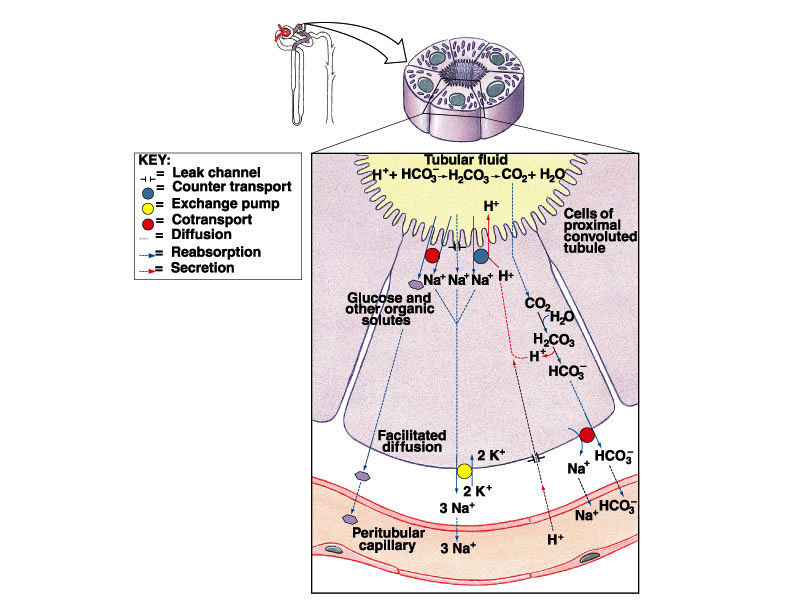 KEY:
= Leak channel
= Counter transport
= Exchange pump
= Cotransport
= Diffusion
= Reabsorption
= Secretion
Tubular fluid
H⁺+ HCO₃⁻→H₂CO₃→CO₂+ H₂O
H⁺
Cells of
proximal
convoluted
tubule
Na⁺ Na⁺ Na⁺ H⁺
Glucose and
other organic
solutes
CO₂
H₂O
H₂CO₃
H⁺
HCO₃⁻
Facilitated
diffusion
2 K⁺
2 K⁺
3 Na⁺
3 Na⁺
Na⁺
HCO₃⁻
Na⁺
HCO₃⁻
H⁺
Peritubular
capillary